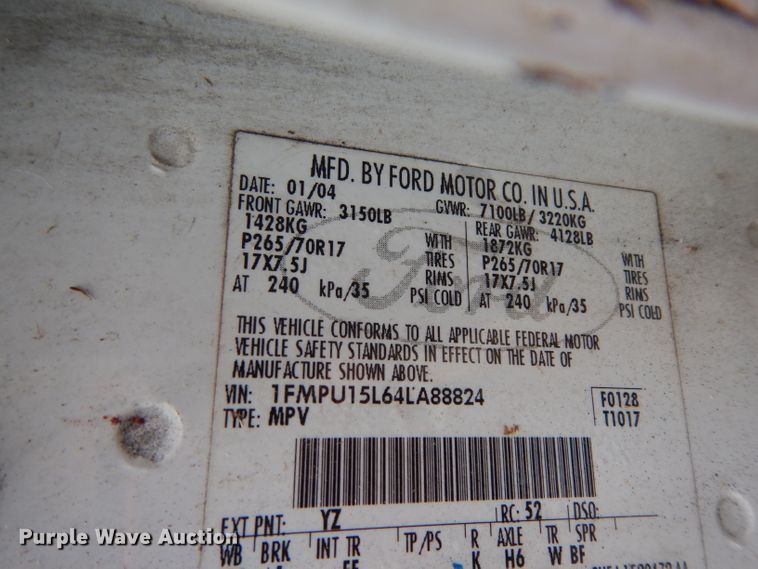 MFD. BY FORD MOTOR CO. IN U.S.A.
DATE: 01/04 GVWR: 7100LB/ 3220KG
FRONT GAWR: 3150LB REAR GAWR: 4128LB
1428KG WITH 1872KG WITH
P265/70R17 TIRES P265/70R17 TIRES
17X7.5J RIMS 17X7.5J RIMS
AT 240 kPa/35 PSI COLD AT 240 kPa/35 PSI COLD
Ford
THIS VEHICLE CONFORMS TO ALL APPLICABLE FEDERAL MOTOR
VEHICLE SAFETY STANDARDS IN EFFECT ON THE DATE OF
MANUFACTURE SHOWN ABOVE.
VIN: 1FMPU15L64LA88824 F0128
TYPE: MPV T1017
EXT PNT: YZ RC: 52 DSO:
WB BRK INT TR TP/PS R AXLE TR SPR
K H6 W BF
Purple Wave Auction